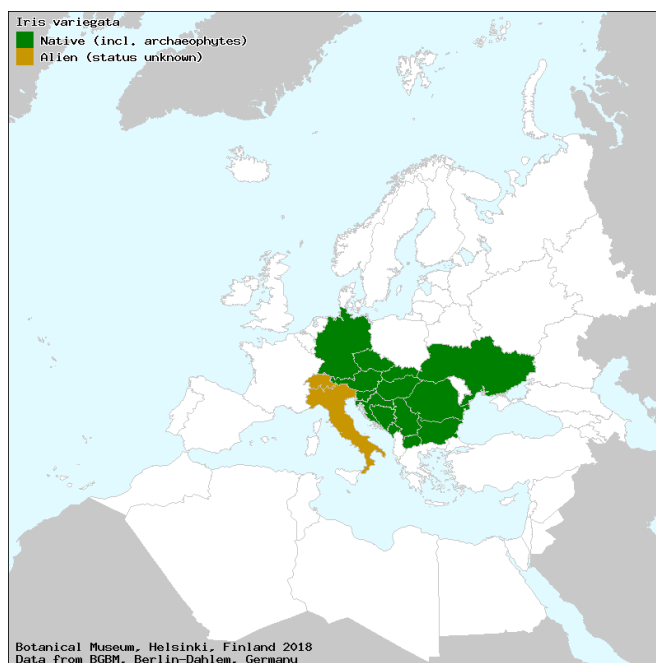 Iris variegata
Native (incl. archaeophytes)
Alien (status unknown)
Botanical Museum, Helsinki, Finland 2018
Data from BGBM, Berlin-Dahlem, Germany